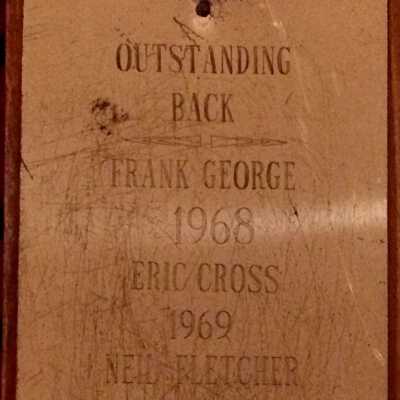 OUTSTANDING
BACK
FRANK GEORGE
1968
ERIC CROSS
1969
NEIL FLETCHER